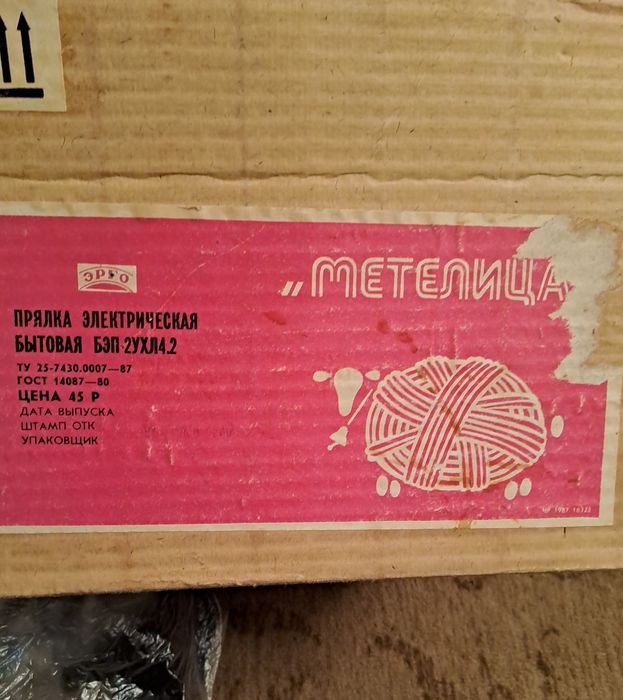 ЭРГО
„МЕТЕЛИЦА
ПРЯЛКА ЭЛЕКТРИЧЕСКАЯ
БЫТОВАЯ БЭП-2УХЛ4.2
ТУ 25-7430.0007—87
ГОСТ 14087—80
ЦЕНА 45 Р
ДАТА ВЫПУСКА
ШТАМП ОТК
УПАКОВЩИК